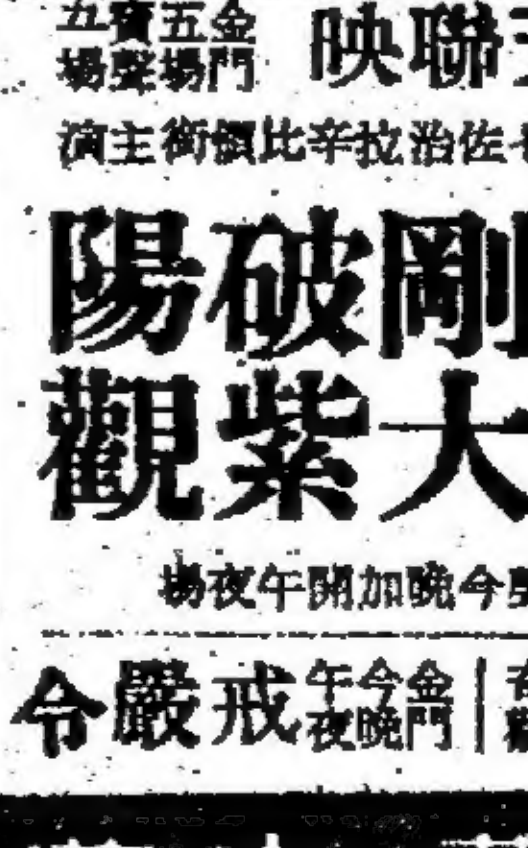 聯映 金門五場寶聲五場
佐治拉辛比領銜主演
剛破陽
大紫觀
今晚加開午夜場
金門今晚午夜戒嚴令